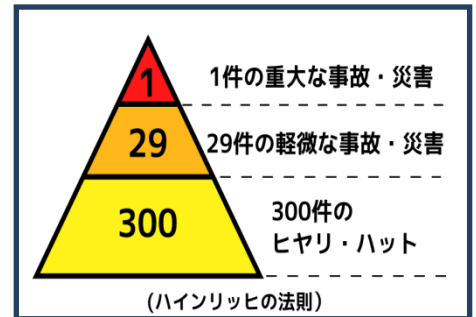 1
1件の重大な事故・災害
29
29件の軽微な事故・災害
300
300件の
ヒヤリ・ハット
(ハインリッヒの法則)